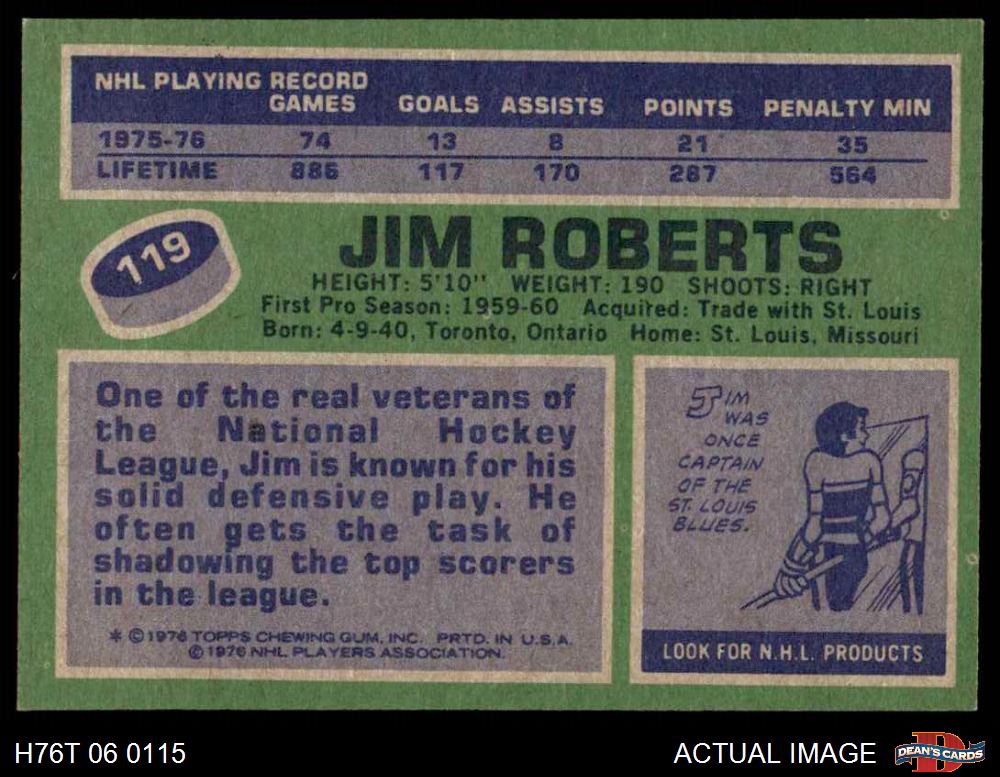 NHL PLAYING RECORD
GAMES GOALS ASSISTS POINTS PENALTY MIN
1975-76 74 13 8 21 35
LIFETIME 886 117 170 287 564
119
JIM ROBERTS
HEIGHT: 5'10" WEIGHT: 190 SHOOTS: RIGHT
First Pro Season: 1959-60 Acquired: Trade with St. Louis
Born: 4-9-40, Toronto, Ontario Home: St. Louis, Missouri
One of the real veterans of
the National Hockey
League, Jim is known for his
solid defensive play. He
often gets the task of
shadowing the top scorers
in the league.
* © 1976 TOPPS CHEWING GUM, INC. PRTD. IN U.S.A.
© 1976 NHL PLAYERS ASSOCIATION.
JIM
WAS
ONCE
CAPTAIN
OF THE
ST. LOUIS
BLUES.
LOOK FOR N.H.L. PRODUCTS
H76T 06 0115
ACTUAL IMAGE
D
DEAN'S CARDS